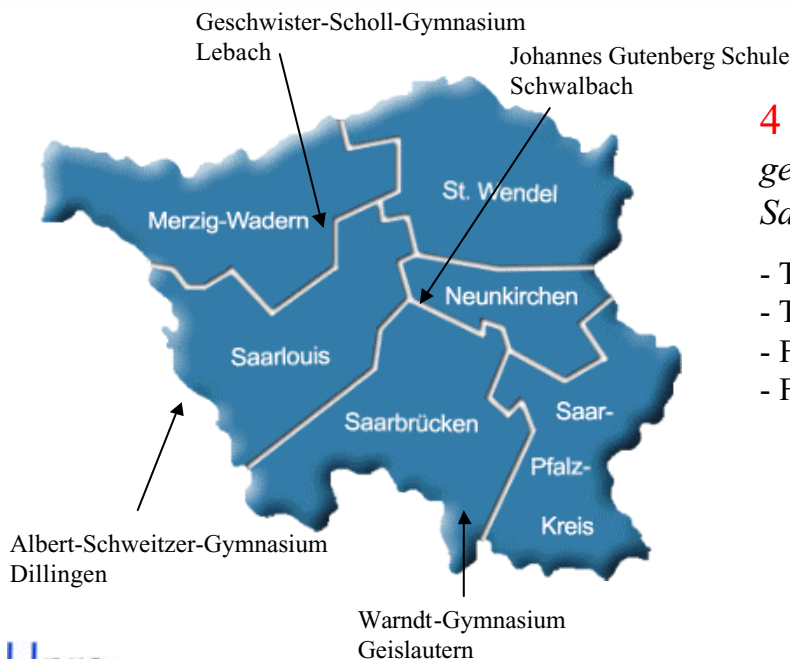 Geschwister-Scholl-Gymnasium
Lebach
Johannes Gutenberg Schule
Schwalbach
4
St. Wendel
Merzig-Wadern
Neunkirchen
Saarlouis
Saarbrücken
Saar-
Pfalz-
Kreis
Albert-Schweitzer-Gymnasium
Dillingen
Warndt-Gymnasium
Geislautern